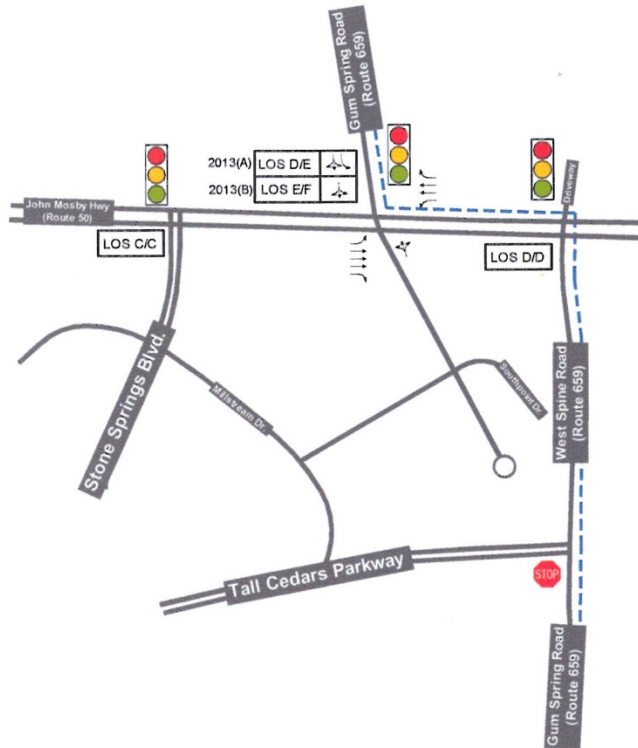 Gum Spring Road
(Route 659)
2013(A) LOS D/E
2013(B) LOS E/F
Driveway
John Mosby Hwy
(Route 50)
LOS C/C
LOS D/D
Stone Springs Blvd.
Millstream Dr.
Southpoint Dr.
West Spine Road
(Route 659)
Tall Cedars Parkway
STOP
Gum Spring Road
(Route 659)